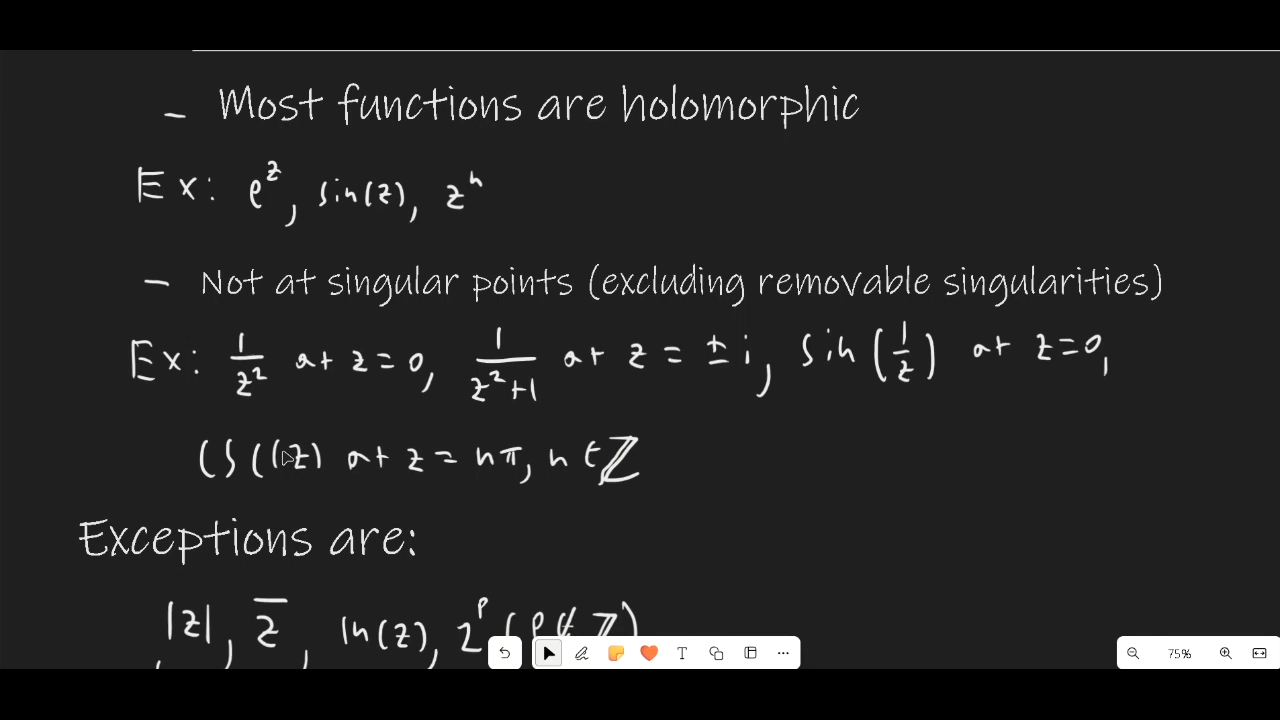 – Most functions are holomorphic
Ex: e^z, sin(z), z^n
– Not at singular points (excluding removable singularities)
Ex: 1/z² at z=0, 1/(z²+1) at z=±i, sin(1/z) at z=0,
csc(z) at z=nπ, n∈ℤ
Exceptions are:
|z|, z̅, ln(z), z^p (p∉ℤ)
T
75%